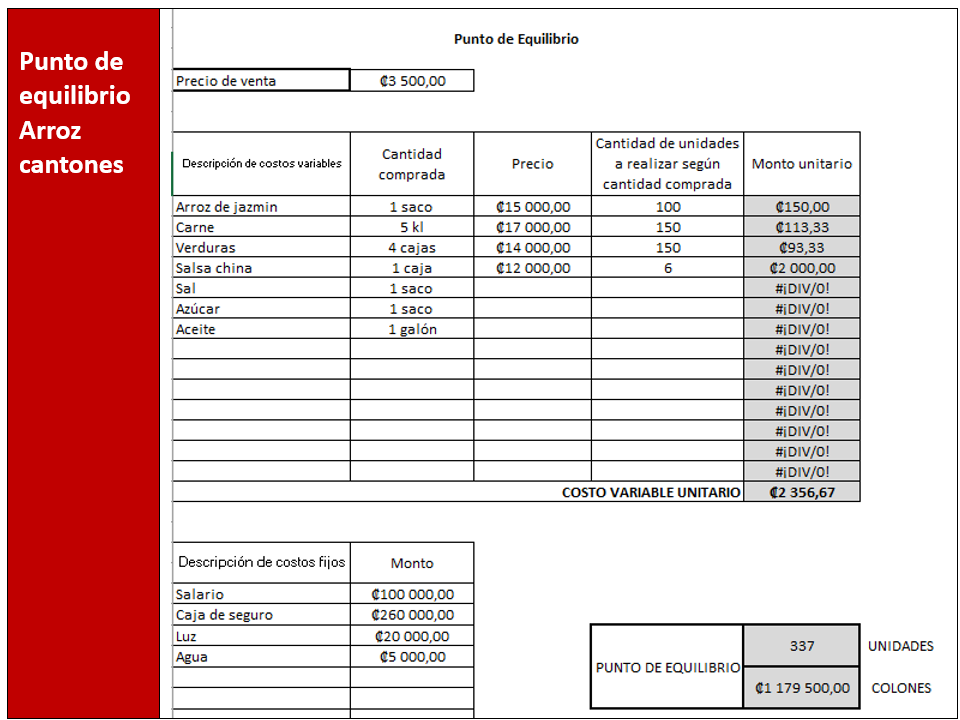 Punto de
equilibrio
Arroz
cantones
Punto de Equilibrio
Precio de venta ₡3 500,00
Descripción de costos variables Cantidad comprada Precio Cantidad de unidades a realizar según cantidad comprada Monto unitario
Arroz de jazmin 1 saco ₡15 000,00 100 ₡150,00
Carne 5 kl ₡17 000,00 150 ₡113,33
Verduras 4 cajas ₡14 000,00 150 ₡93,33
Salsa china 1 caja ₡12 000,00 6 ₡2 000,00
Sal 1 saco #¡DIV/0!
Azúcar 1 saco #¡DIV/0!
Aceite 1 galón #¡DIV/0!
#¡DIV/0!
#¡DIV/0!
#¡DIV/0!
#¡DIV/0!
#¡DIV/0!
#¡DIV/0!
#¡DIV/0!
COSTO VARIABLE UNITARIO ₡2 356,67
Descripción de costos fijos Monto
Salario ₡100 000,00
Caja de seguro ₡260 000,00
Luz ₡20 000,00
Agua ₡5 000,00
PUNTO DE EQUILIBRIO
337 UNIDADES
₡1 179 500,00 COLONES